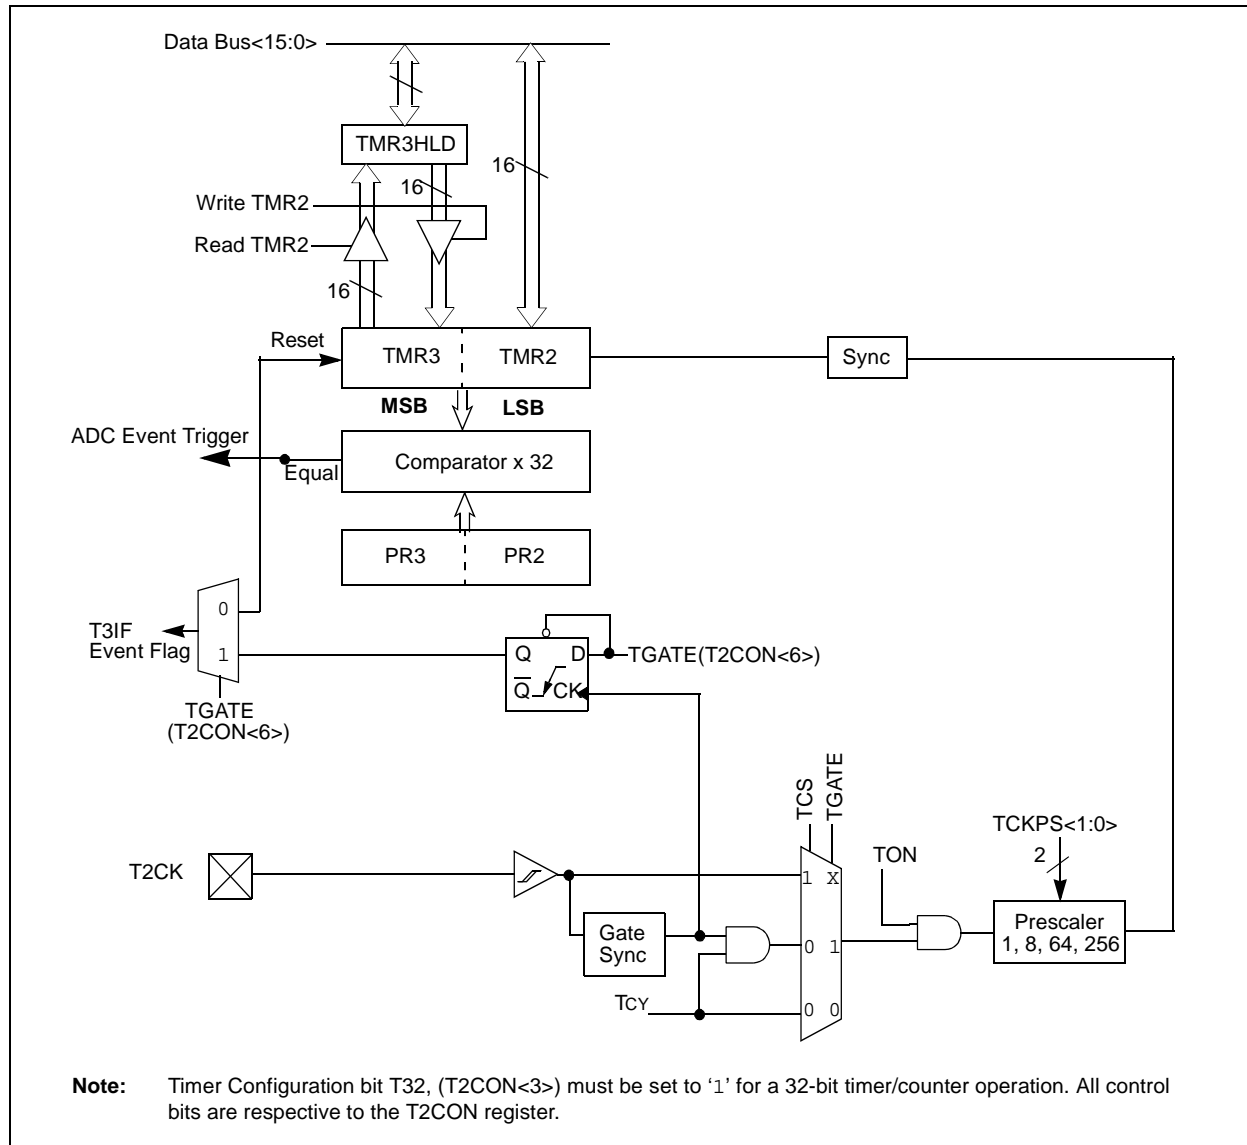 Data Bus<15:0>
TMR3HLD
16
16
Write TMR2
Read TMR2
16
Reset
TMR3
TMR2
Sync
MSB
LSB
ADC Event Trigger
Equal
Comparator x 32
PR3
PR2
0
T3IF
Event Flag
1
Q
D
TGATE(T2CON<6>)
Q
CK
TGATE
(T2CON<6>)
TCS
TGATE
TCKPS<1:0>
2
TON
T2CK
1 X
Gate
Sync
0 1
Prescaler
1, 8, 64, 256
TCY
0 0
Note: Timer Configuration bit T32, (T2CON<3>) must be set to ‘1’ for a 32-bit timer/counter operation. All control
bits are respective to the T2CON register.